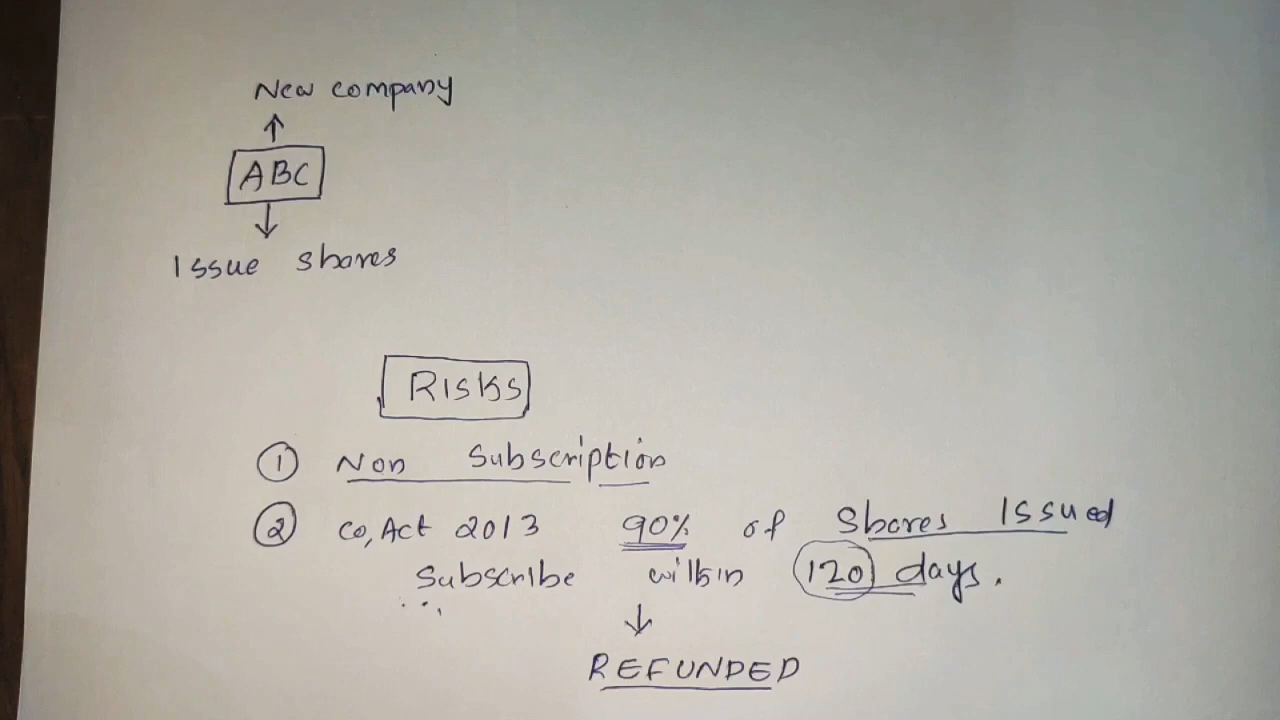 New company
ABC
Issue shares
Risks
① Non Subscription
② Co, Act 2013 90% of Shares Issued
Subscribe within 120 days.
REFUNDED